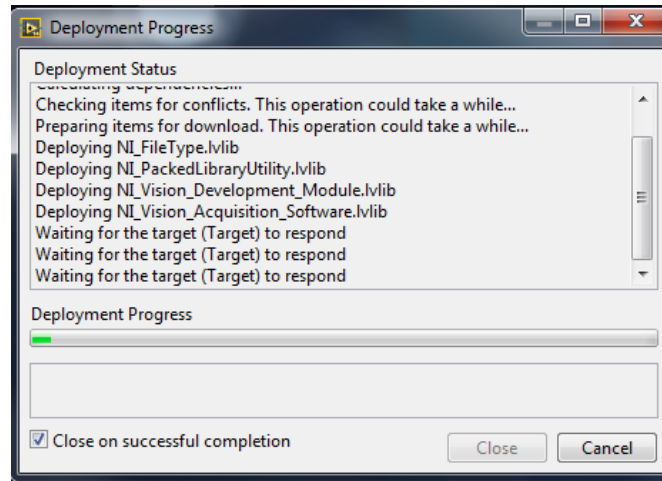 Deployment Progress
Deployment Status
Calculating dependencies...
Checking items for conflicts. This operation could take a while...
Preparing items for download. This operation could take a while...
Deploying NI_FileType.lvlib
Deploying NI_PackedLibraryUtility.lvlib
Deploying NI_Vision_Development_Module.lvlib
Deploying NI_Vision_Acquisition_Software.lvlib
Waiting for the target (Target) to respond
Waiting for the target (Target) to respond
Waiting for the target (Target) to respond
Deployment Progress
Close on successful completion
Close
Cancel